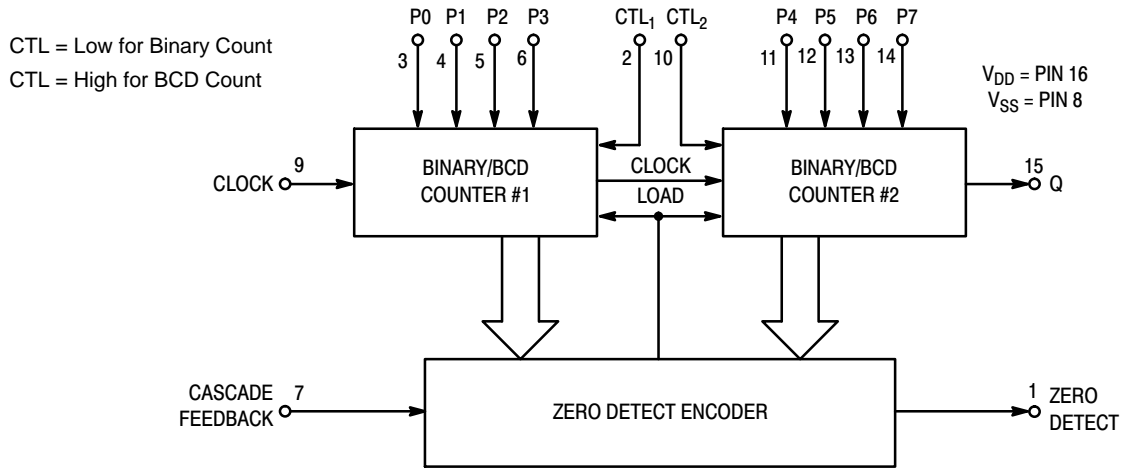 CTL = Low for Binary Count
CTL = High for BCD Count
P0 P1 P2 P3 CTL1 CTL2 P4 P5 P6 P7
3 4 5 6 2 10 11 12 13 14
VDD = PIN 16
VSS = PIN 8
CLOCK 9
BINARY/BCD
COUNTER #1
CLOCK
LOAD
BINARY/BCD
COUNTER #2
15
Q
CASCADE
FEEDBACK
7
ZERO DETECT ENCODER
1
ZERO
DETECT